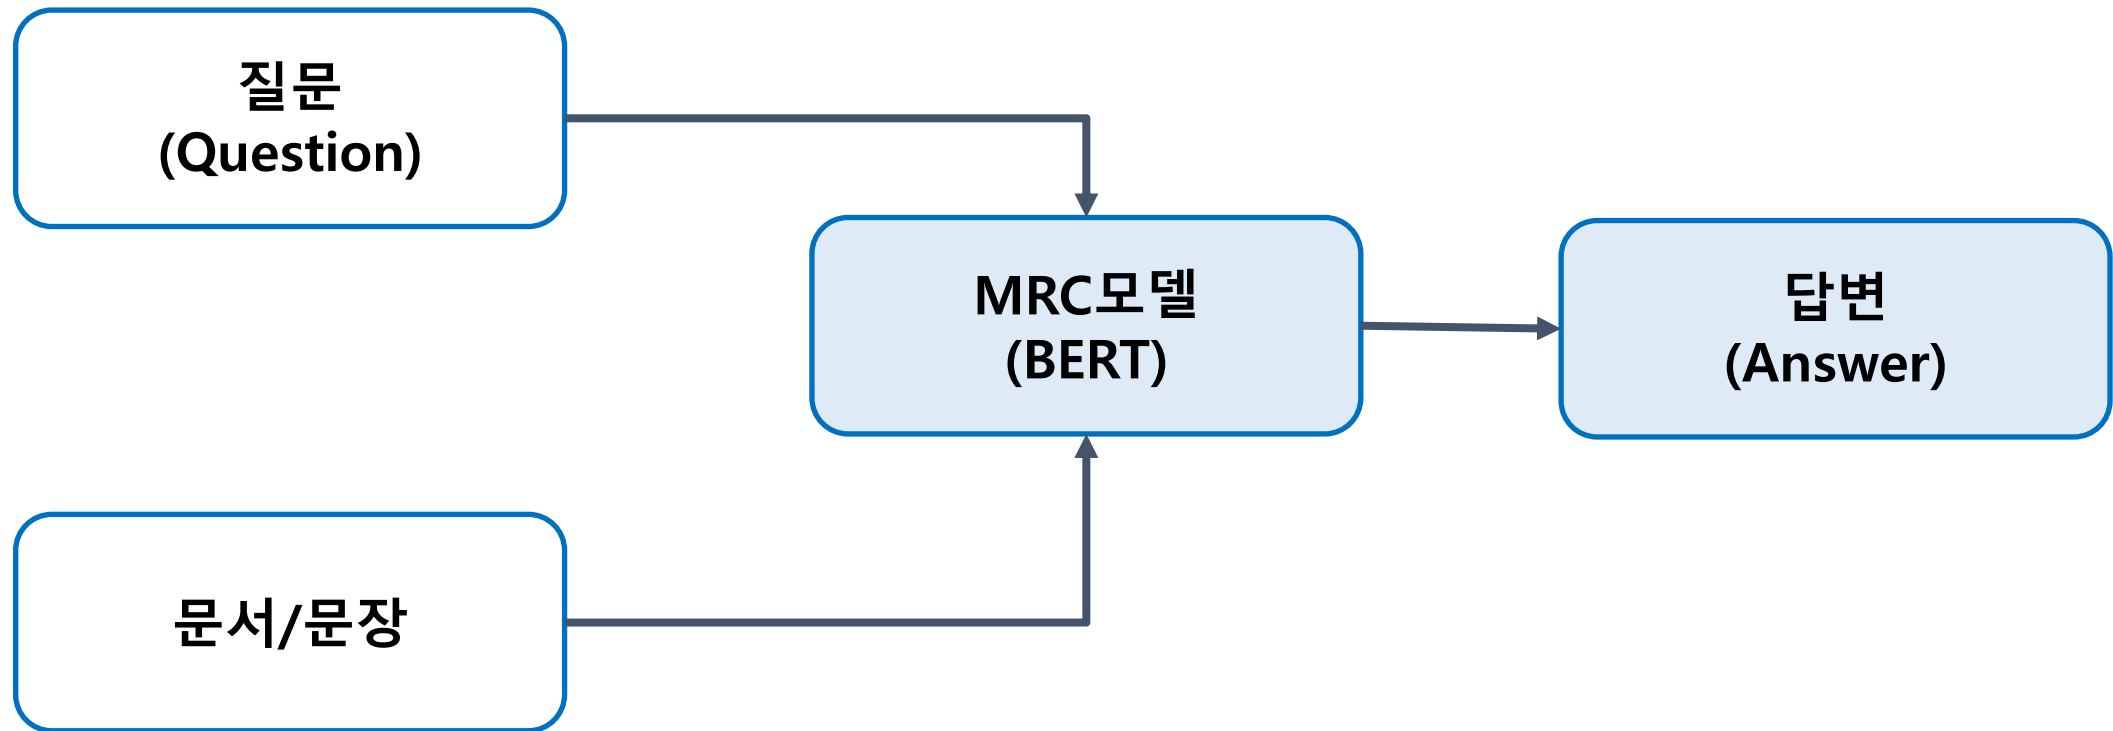 질문
(Question)
MRC모델
(BERT)
답변
(Answer)
문서/문장